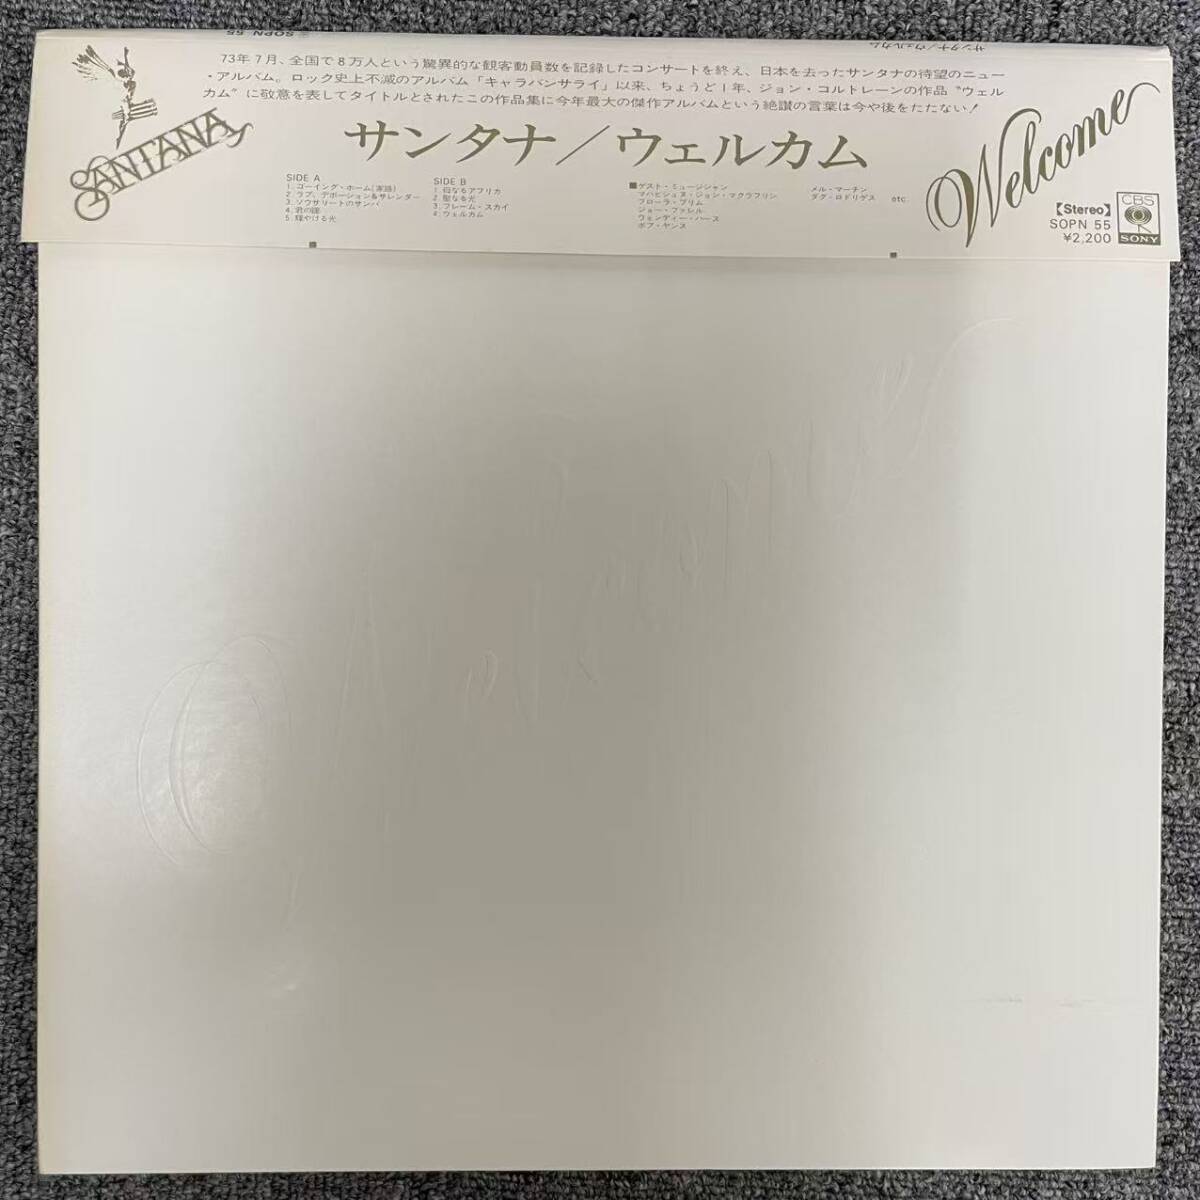 SOPN 55
サンタナ/ウェルカム
73年7月、全国で8万人という驚異的な観客動員数を記録したコンサートを終え、日本を去ったサンタナの待望のニュー
・アルバム。ロック史上不滅のアルバム「キャラバンサライ」以来、ちょうど1年、ジョン・コルトレーンの作品“ウェル
カム”に敬意を表してタイトルとされたこの作品集に今年最大の傑作アルバムという絶讃の言葉は今や後をたたない!
SANTANA
サンタナ/ウェルカム
Welcome
SIDE A
1. ゴーイング・ホーム(家路)
2. ラブ、デボーション&サレンダー
3. ソウサリートのサンバ
4. 君の瞳
5. 輝やける光
SIDE B
1. 母なるアフリカ
2. 聖なる光
3. フレーム・スカイ
4. ウェルカム
■ゲスト・ミュージシャン
マハビシュヌ・ジョン・マクラフリン
フローラ・プリム
ジョー・ファレル
ウェンディー・ハース
ボブ・ヤンス
メル・マーチン
ダグ・ロドリゲス etc.
【Stereo】
SOPN 55
¥2,200
CBS
SONY
Welcome